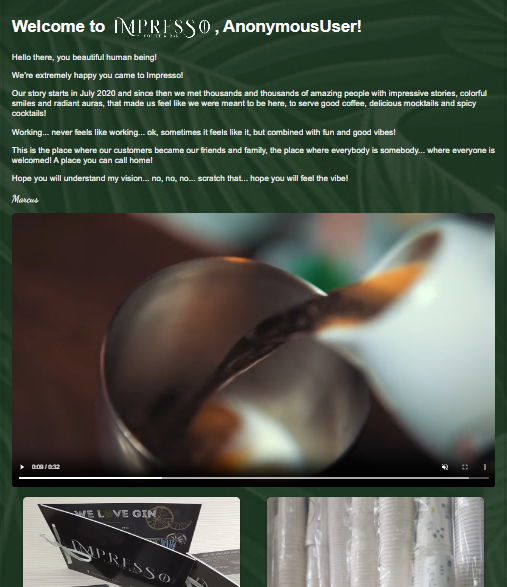 Welcome to IMPRESSO, AnonymousUser!
Hello there, you beautiful human being!
We're extremely happy you came to Impresso!
Our story starts in July 2020 and since then we met thousands and thousands of amazing people with impressive stories, colorful
smiles and radiant auras, that made us feel like we were meant to be here, to serve good coffee, delicious mocktails and spicy
cocktails!
Working... never feels like working... ok, sometimes it feels like it, but combined with fun and good vibes!
This is the place where our customers became our friends and family, the place where everybody is somebody... where everyone is
welcomed! A place you can call home!
Hope you will understand my vision... no, no, no... scratch that... hope you will feel the vibe!
Marcus
0:09 / 0:32
WE LOVE GIN
IMPRESSO